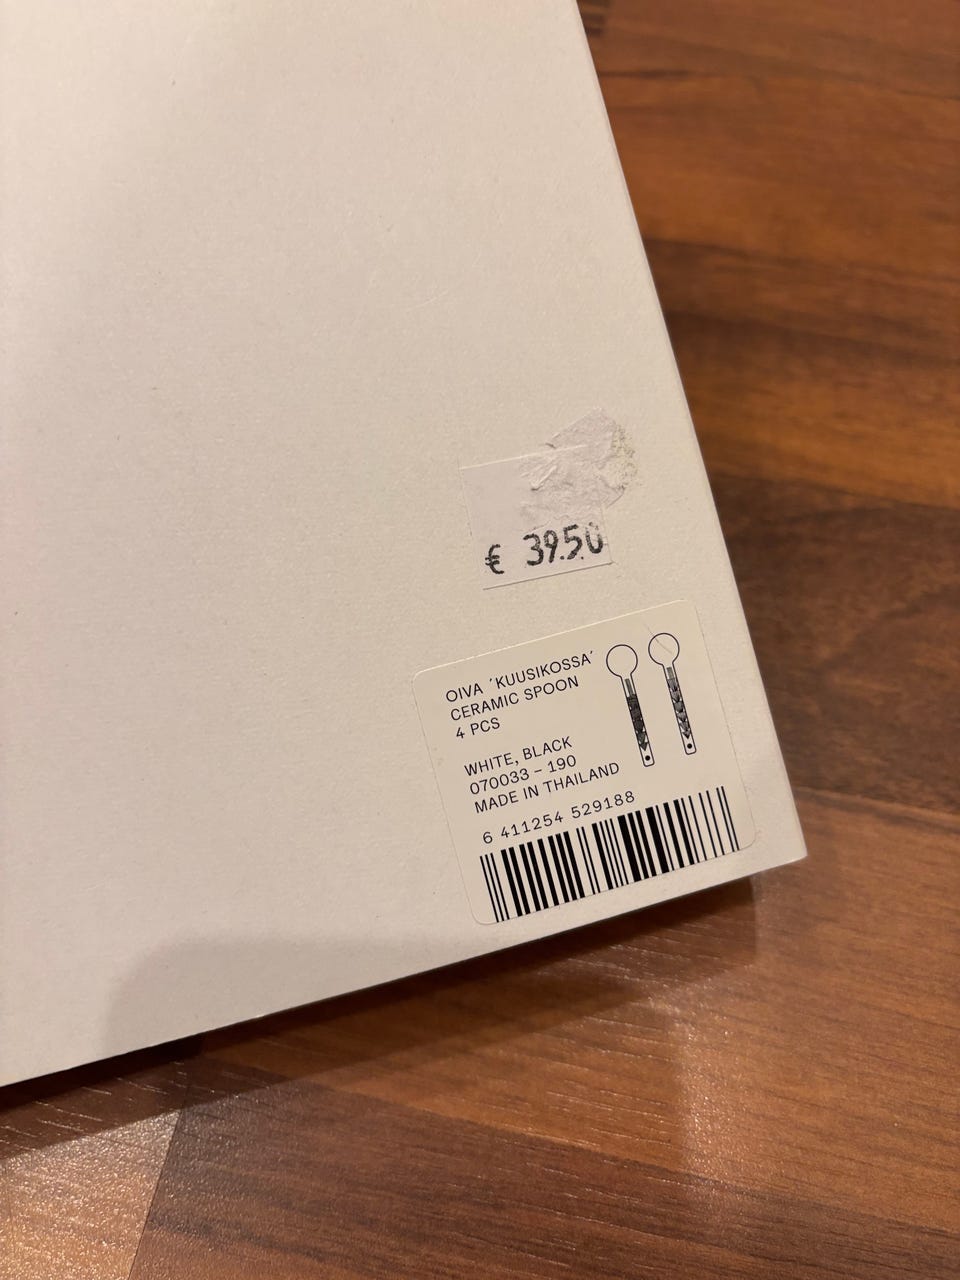 € 39.50
OIVA ´KUUSIKOSSA´
CERAMIC SPOON
4 PCS
WHITE, BLACK
070033 – 190
MADE IN THAILAND
6 411254 529188